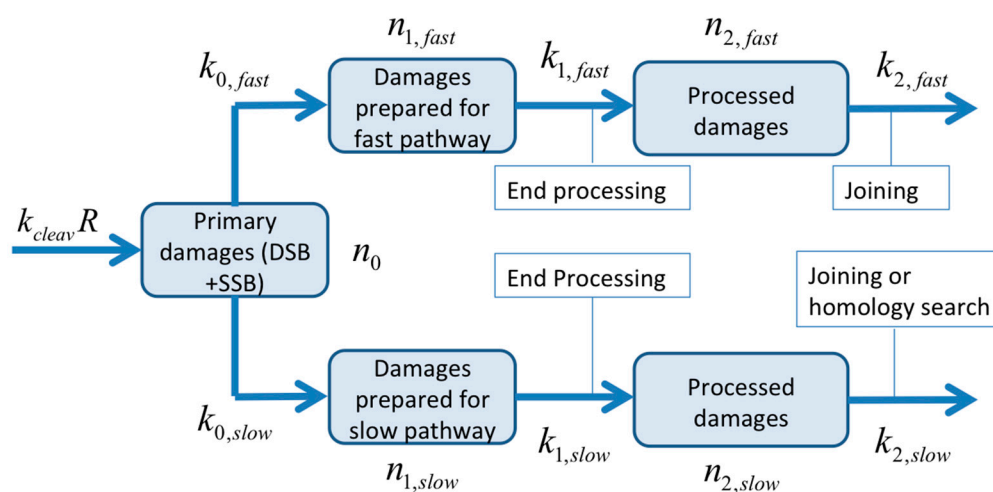 n1,fast
n2,fast
k0,fast
Damages
prepared for
fast pathway
k1,fast
Processed
damages
k2,fast
End processing
Joining
kcleav R
Primary
damages (DSB
+SSB)
n0
End Processing
Joining or
homology search
k0,slow
Damages
prepared for
slow pathway
k1,slow
Processed
damages
k2,slow
n1,slow
n2,slow